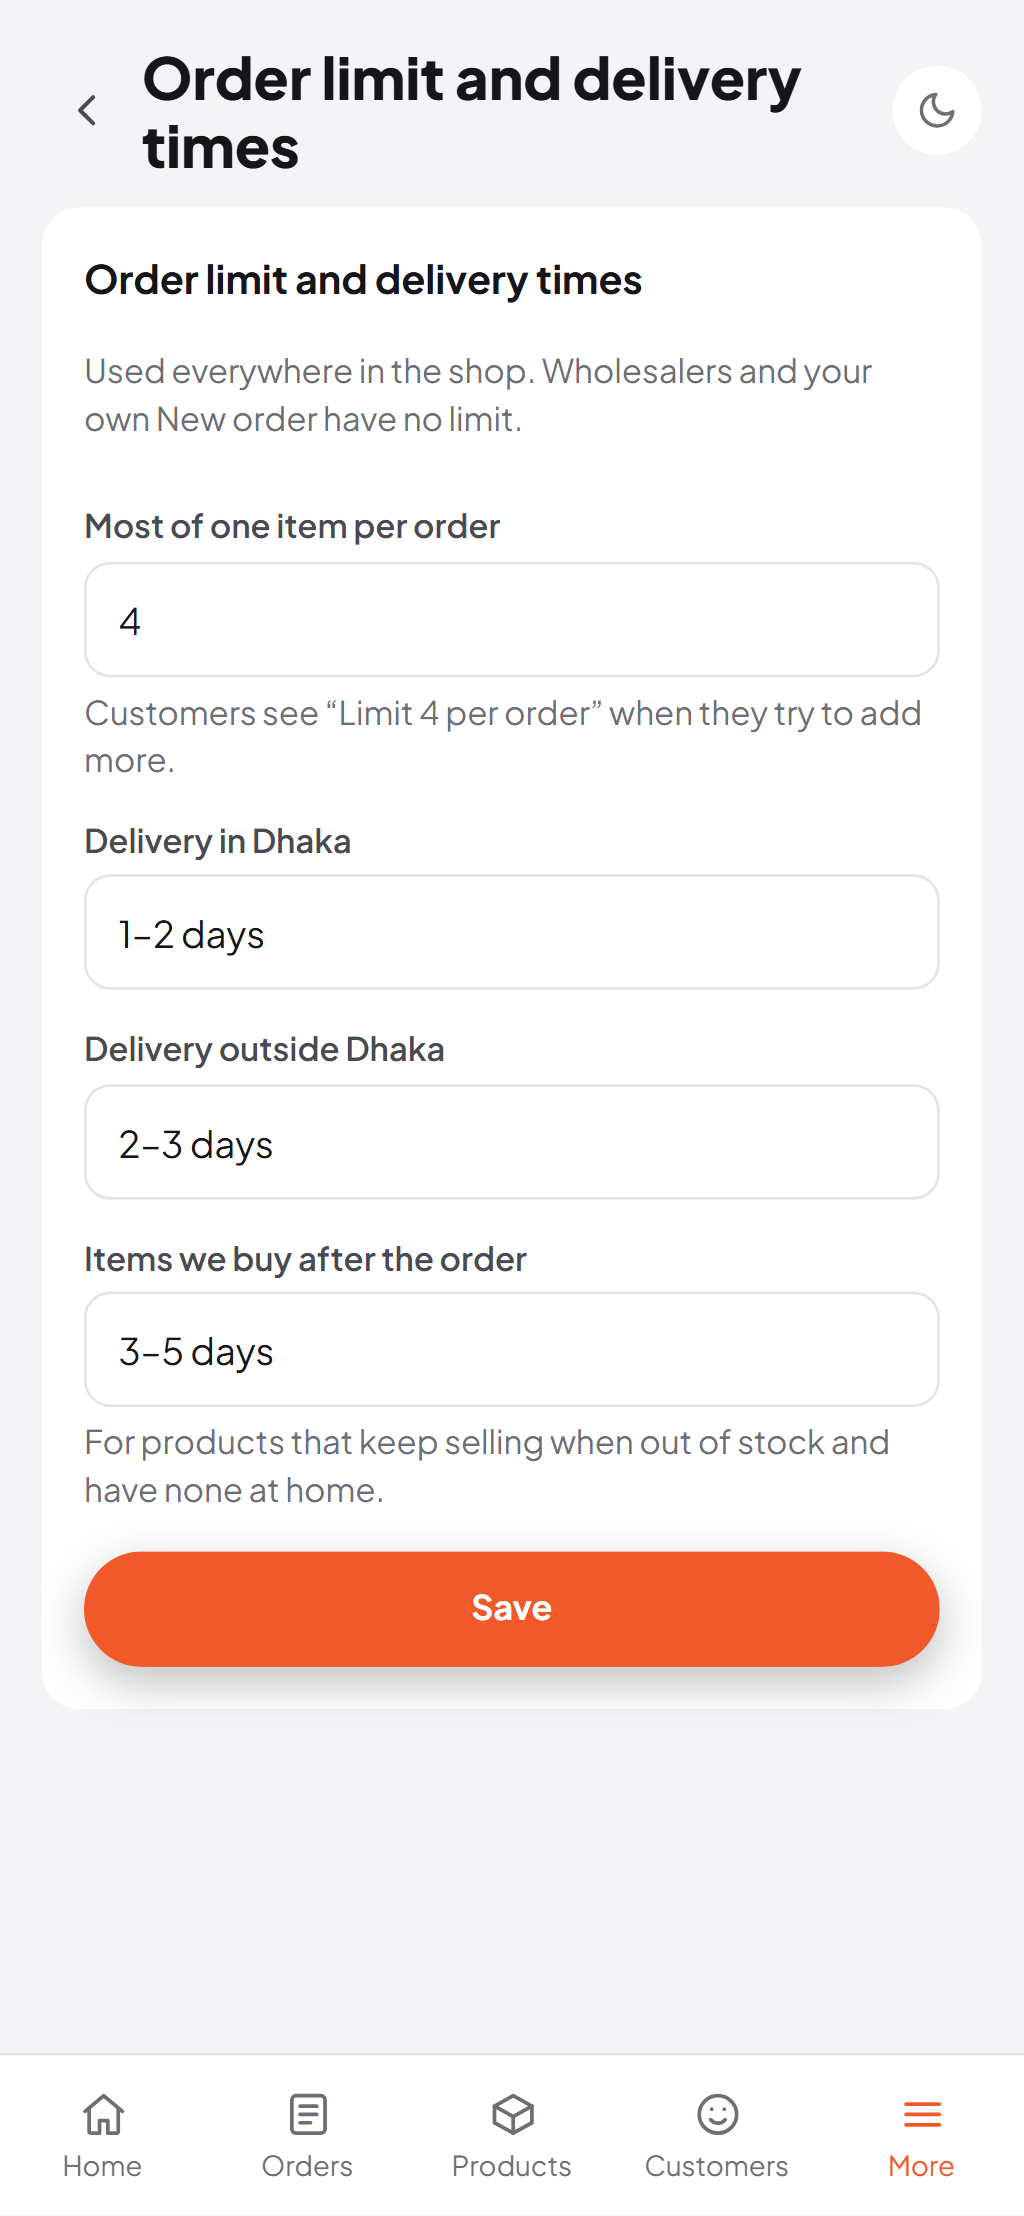 Order limit and delivery
times
Order limit and delivery times
Used everywhere in the shop. Wholesalers and your
own New order have no limit.
Most of one item per order
4
Customers see “Limit 4 per order” when they try to add
more.
Delivery in Dhaka
1–2 days
Delivery outside Dhaka
2–3 days
Items we buy after the order
3–5 days
For products that keep selling when out of stock and
have none at home.
Save
Home
Orders
Products
Customers
More